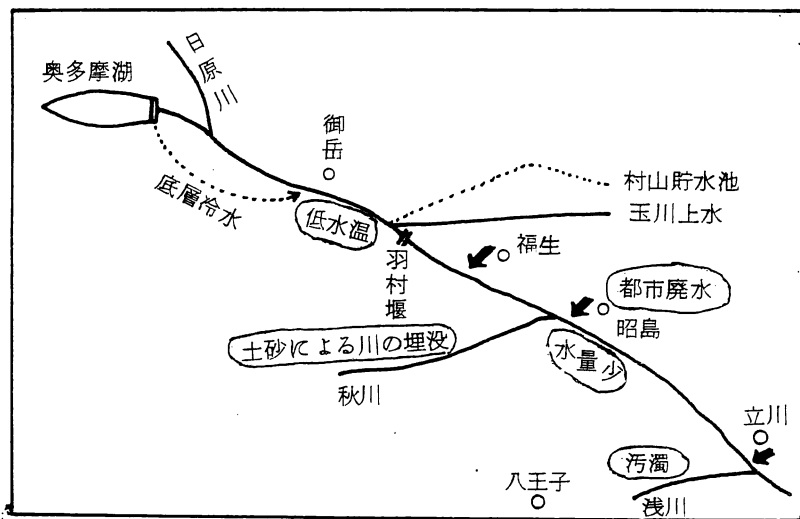 日原川
奥多摩湖
御岳
底層冷水
低水温
村山貯水池
玉川上水
羽村堰
福生
都市廃水
昭島
土砂による川の埋没
水量少
秋川
立川
汚濁
八王子
浅川